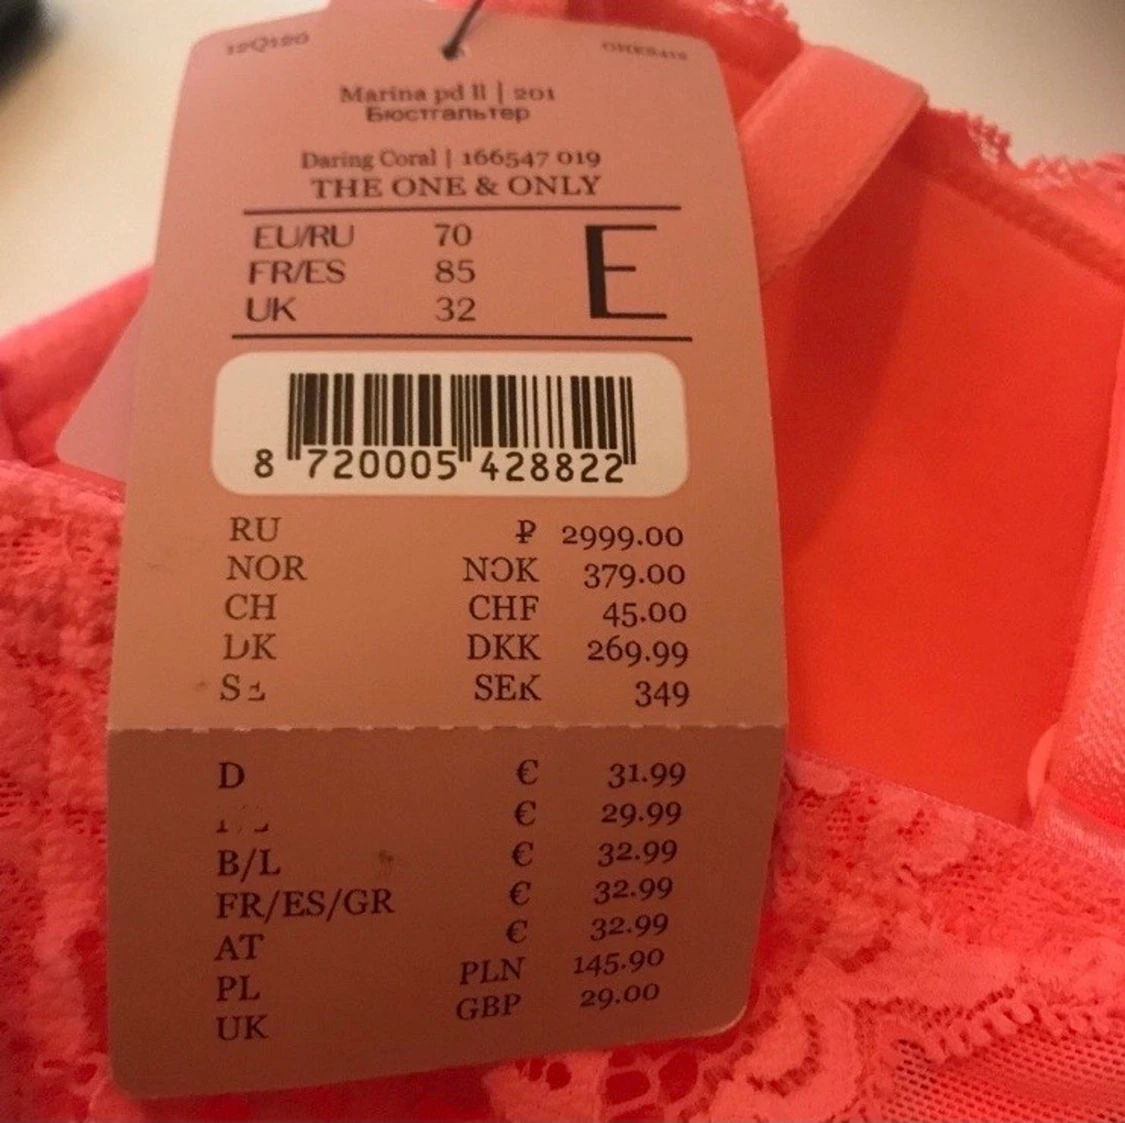 Marina pd ll | 201
Бюстгальтер
Daring Coral | 166547 019
THE ONE & ONLY
EU/RU 70 E
FR/ES 85
UK 32
8 720005 428822
RU ₽ 2999.00
NOR NOK 379.00
CH CHF 45.00
DK DKK 269.99
SEK 349
D € 31.99
€ 29.99
B/L € 32.99
FR/ES/GR € 32.99
AT € 32.99
PL PLN 145.90
UK GBP 29.00